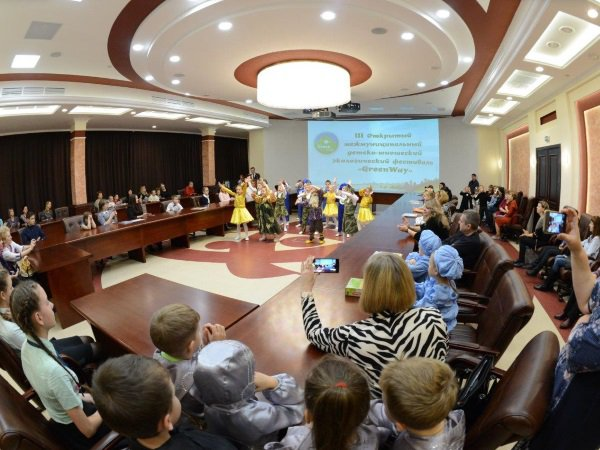 III Открытый
межмуниципальный
детско-юношеский
экологический фестиваль
«GreenWay»